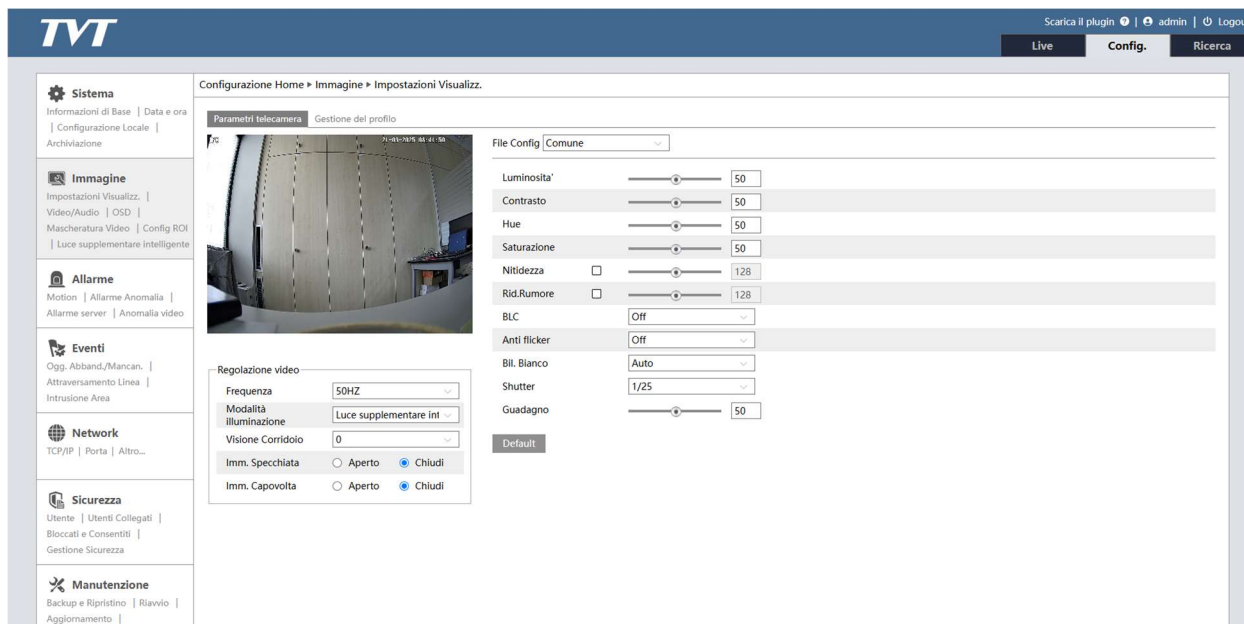 TVT
Scarica il plugin ? | admin | Logou
Live Config. Ricerca
Configurazione Home ▸ Immagine ▸ Impostazioni Visualizz.
Sistema
Informazioni di Base | Data e ora
| Configurazione Locale |
Archiviazione
Immagine
Impostazioni Visualizz. |
Video/Audio | OSD |
Mascheratura Video | Config ROI
| Luce supplementare intelligente
Allarme
Motion | Allarme Anomalia |
Allarme server | Anomalia video
Eventi
Ogg. Abband./Mancan. |
Attraversamento Linea |
Intrusione Area
Network
TCP/IP | Porta | Altro...
Sicurezza
Utente | Utenti Collegati |
Bloccati e Consentiti |
Gestione Sicurezza
Manutenzione
Backup e Ripristino | Riavvio |
Aggiornamento |
Parametri telecamera Gestione del profilo
Regolazione video
Frequenza 50HZ
Modalità
illuminazione Luce supplementare int
Visione Corridoio 0
Imm. Specchiata Aperto Chiudi
Imm. Capovolta Aperto Chiudi
File Config Comune
Luminosita' 50
Contrasto 50
Hue 50
Saturazione 50
Nitidezza 128
Rid.Rumore 128
BLC Off
Anti flicker Off
Bil. Bianco Auto
Shutter 1/25
Guadagno 50
Default